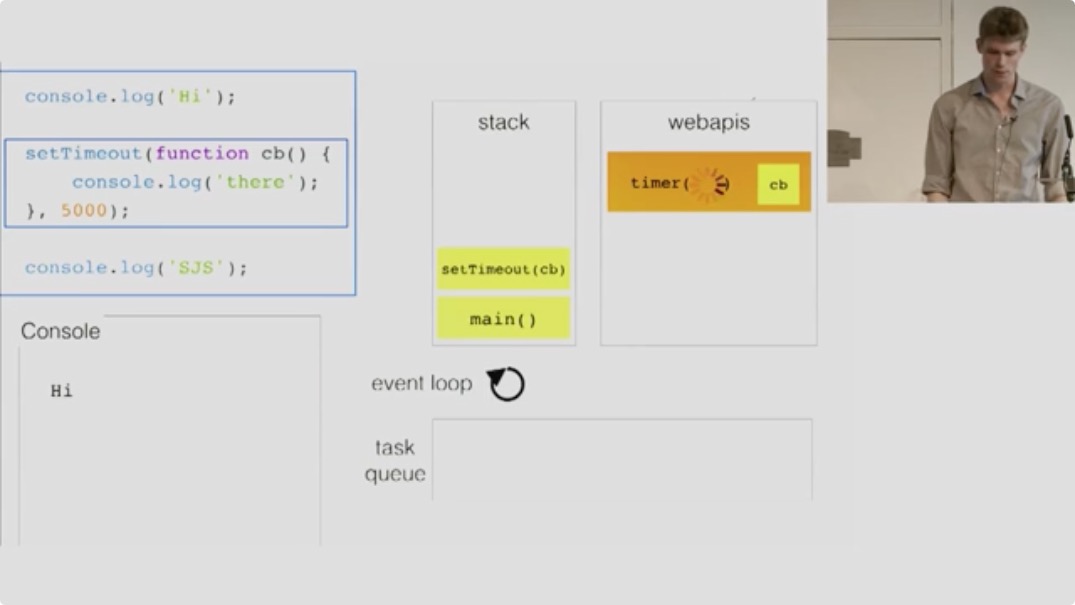 console.log('Hi');
setTimeout(function cb() {
console.log('there');
}, 5000);
console.log('SJS');
Console
Hi
stack
setTimeout(cb)
main()
webapis
timer( )
cb
event loop
task
queue